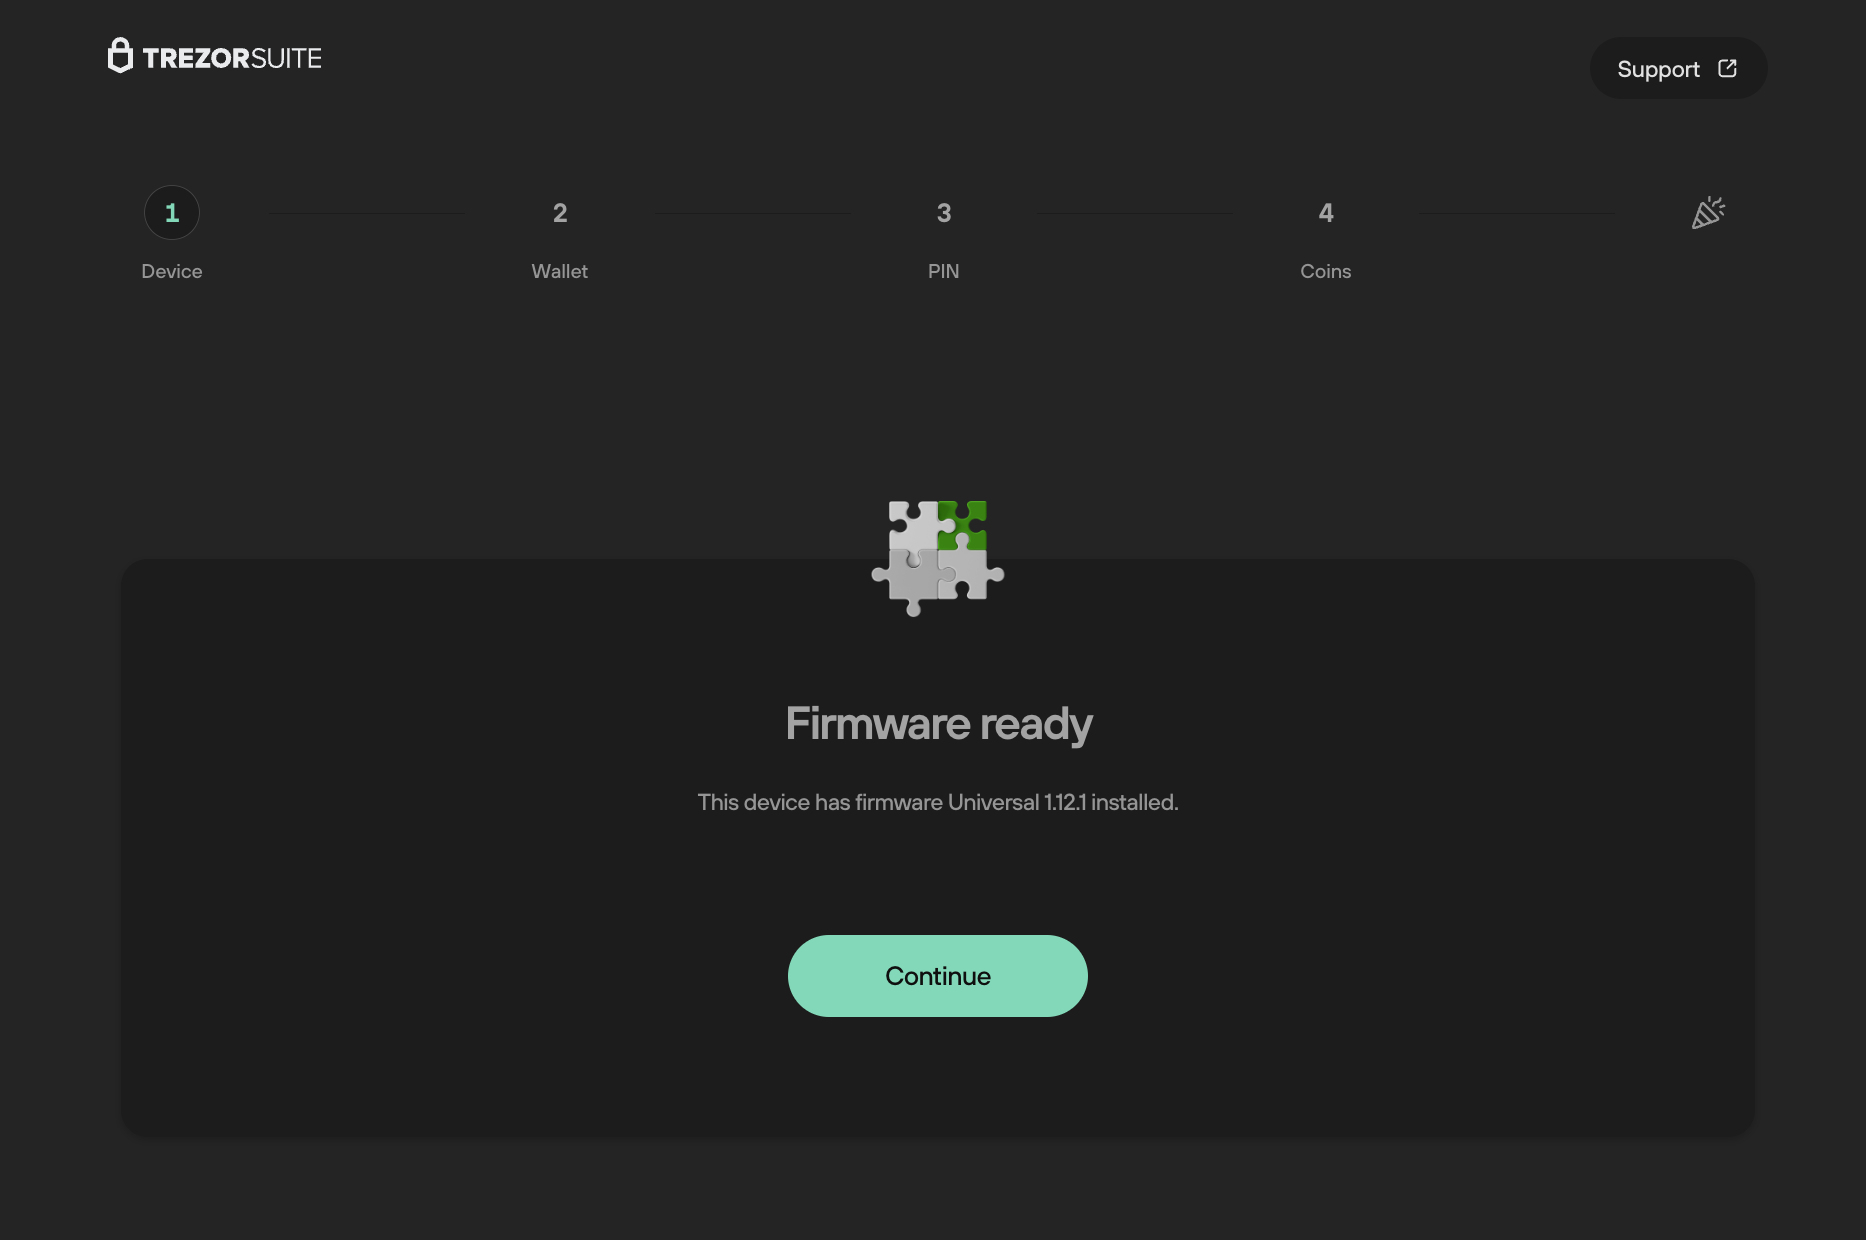 TREZORSUITE
Support
1
2
3
4
Device
Wallet
PIN
Coins
Firmware ready
This device has firmware Universal 1.12.1 installed.
Continue